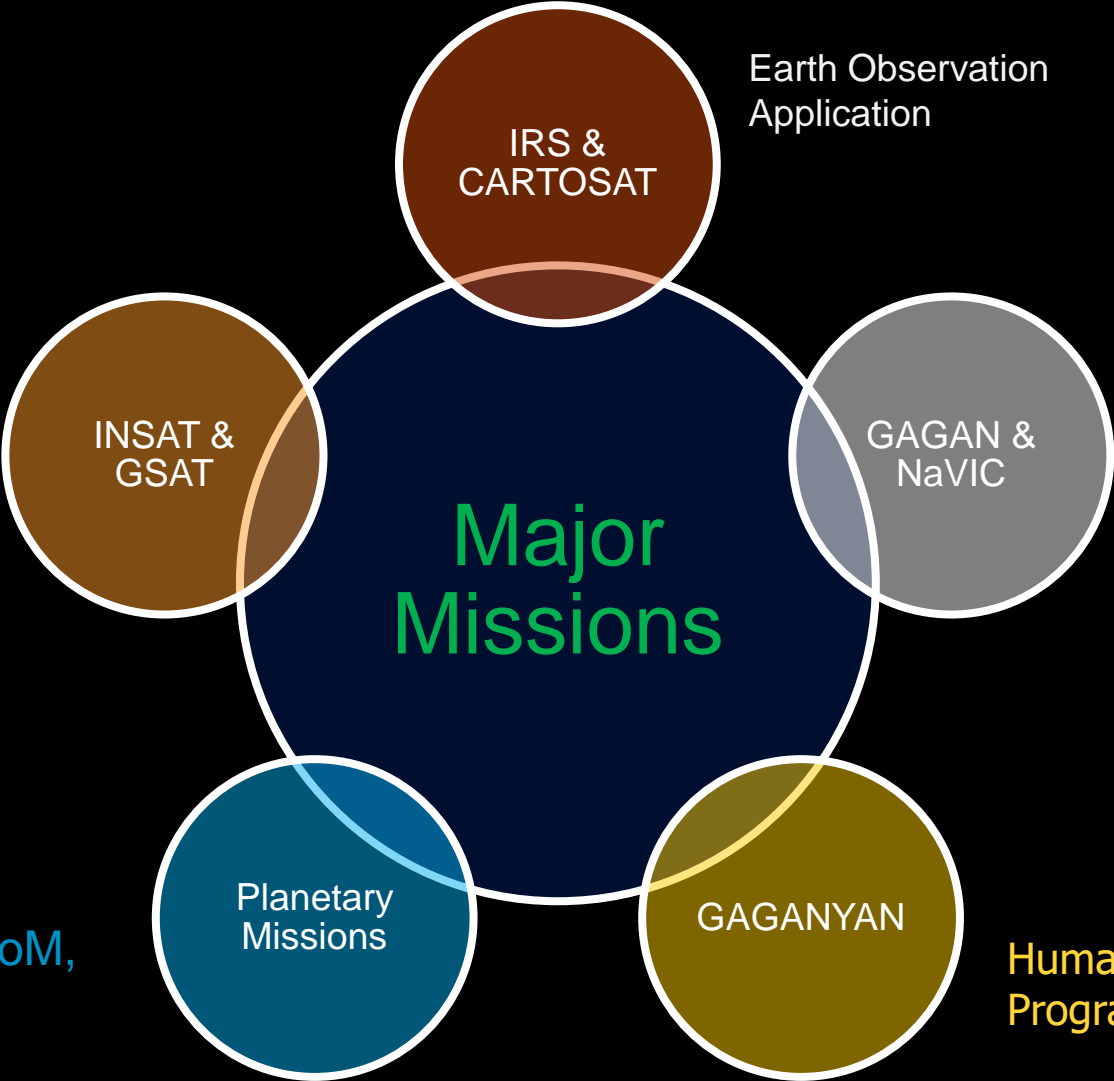 Earth Observation
Application
IRS &
CARTOSAT
INSAT &
GSAT
GAGAN &
NaVIC
Major
Missions
Planetary
Missions
GAGANYAN
oM,
Huma
Progra